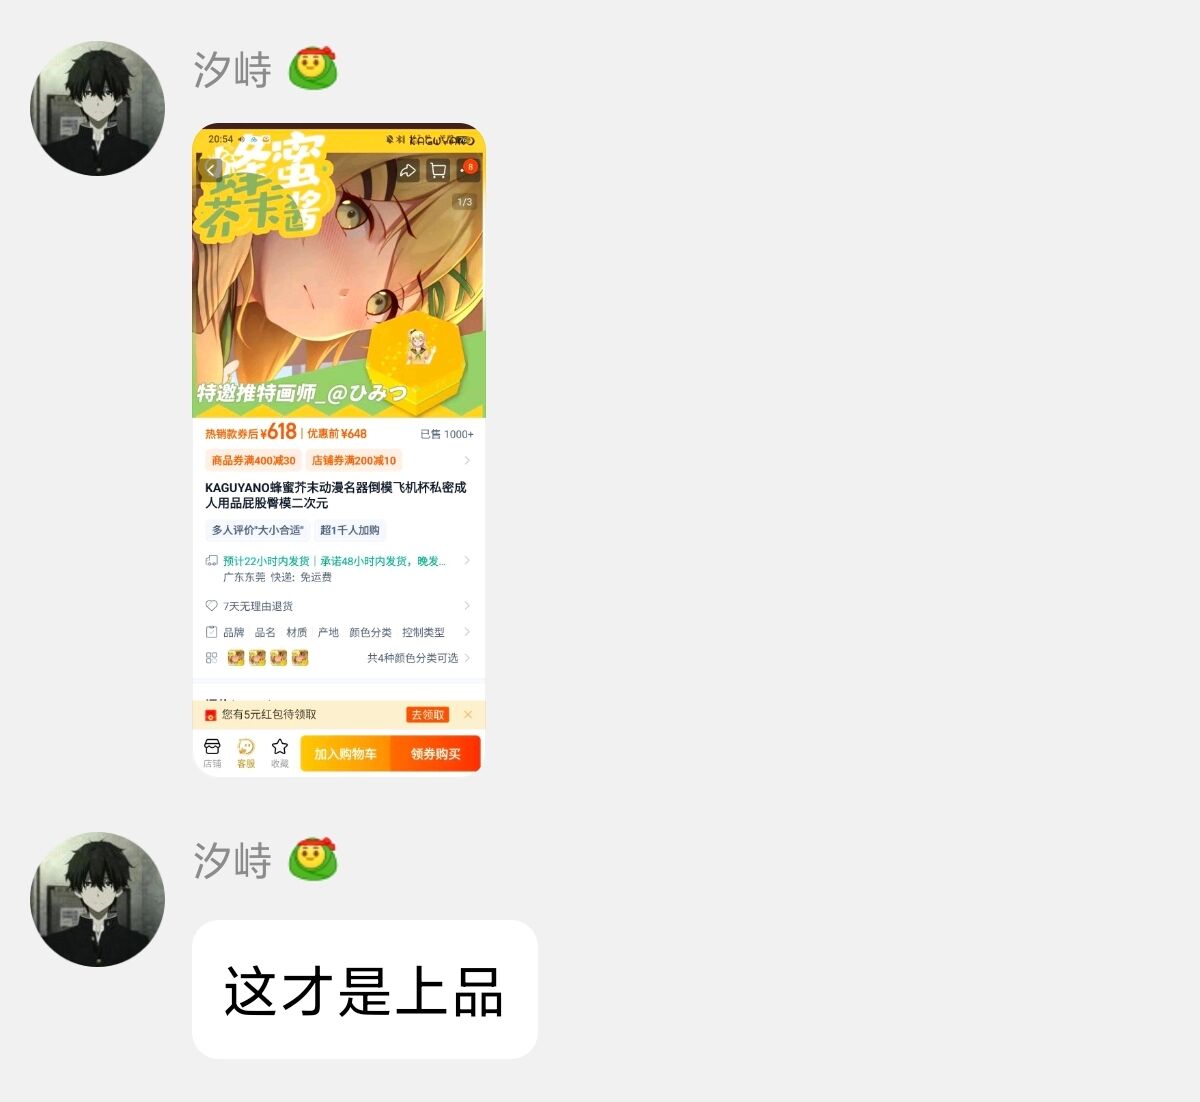 汐峙
20:54
KAGUYANO
蜂蜜
芥末酱
1/3
8
特邀推特画师_@ひみつ
热销款券后¥618 | 优惠前¥648
已售 1000+
商品券满400减30 店铺券满200减10
KAGUYANO蜂蜜芥末动漫名器倒模飞机杯私密成
人用品屁股臀模二次元
多人评价"大小合适" 超1千人加购
预计22小时内发货 | 承诺48小时内发货，晚发...
广东东莞 快递: 免运费
7天无理由退货
品牌 品名 材质 产地 颜色分类 控制类型
共4种颜色分类可选
您有5元红包待领取
去领取
店铺 客服 收藏
加入购物车 领券购买
汐峙
这才是上品